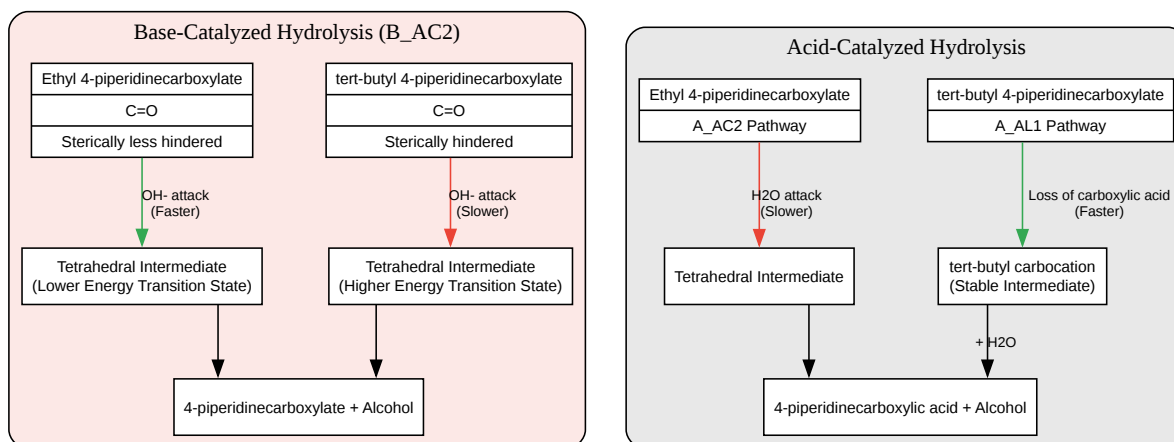 Base-Catalyzed Hydrolysis (B_AC2)
Ethyl 4-piperidinecarboxylate
C=O
Sterically less hindered
tert-butyl 4-piperidinecarboxylate
C=O
Sterically hindered
OH- attack
(Faster)
OH- attack
(Slower)
Tetrahedral Intermediate
(Lower Energy Transition State)
Tetrahedral Intermediate
(Higher Energy Transition State)
4-piperidinecarboxylate + Alcohol
Acid-Catalyzed Hydrolysis
Ethyl 4-piperidinecarboxylate
A_AC2 Pathway
tert-butyl 4-piperidinecarboxylate
A_AL1 Pathway
H2O attack
(Slower)
Loss of carboxylic acid
(Faster)
Tetrahedral Intermediate
tert-butyl carbocation
(Stable Intermediate)
+ H2O
4-piperidinecarboxylic acid + Alcohol